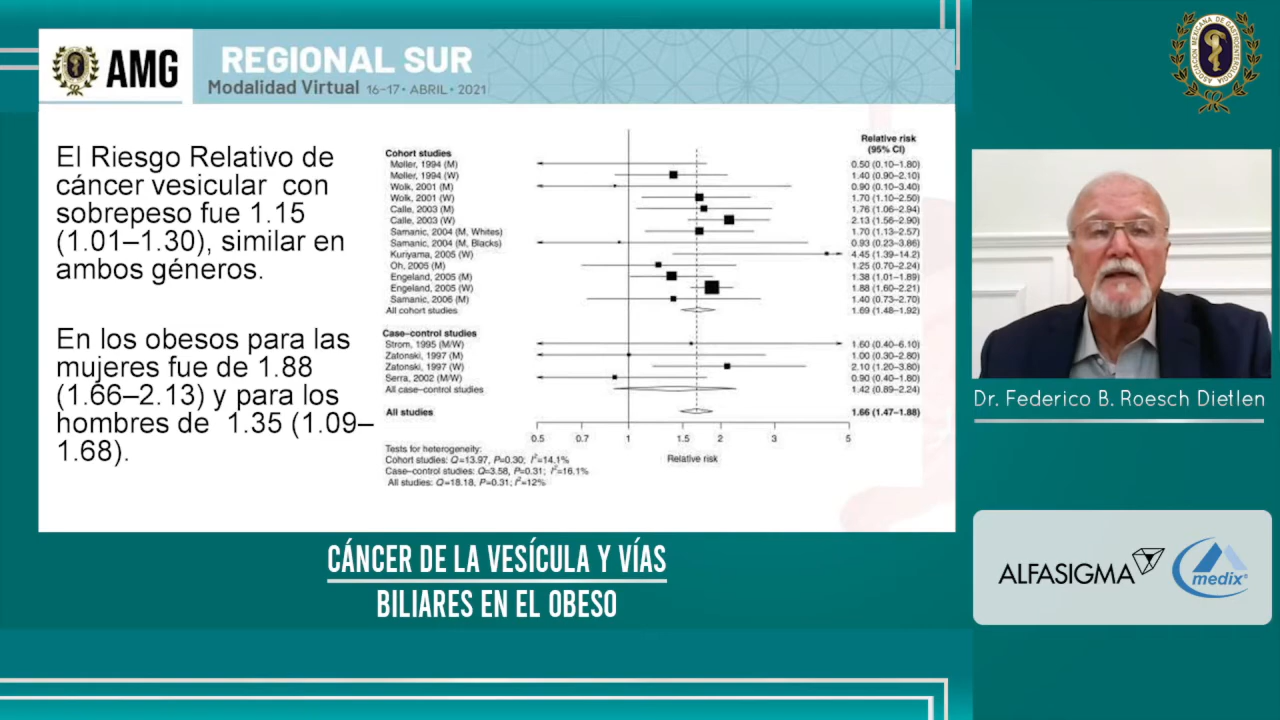 AMG
REGIONAL SUR
Modalidad Virtual 16-17 • ABRIL • 2021
El Riesgo Relativo de
cáncer vesicular con
sobrepeso fue 1.15
(1.01–1.30), similar en
ambos géneros.
En los obesos para las
mujeres fue de 1.88
(1.66–2.13) y para los
hombres de 1.35 (1.09–
1.68).
Relative risk
(95% CI)
Cohort studies
Møller, 1994 (M) 0.50 (0.10–1.80)
Møller, 1994 (W) 1.40 (0.90–2.10)
Wolk, 2001 (M) 0.90 (0.10–3.40)
Wolk, 2001 (W) 1.70 (1.10–2.50)
Calle, 2003 (M) 1.76 (1.06–2.94)
Calle, 2003 (W) 2.13 (1.56–2.90)
Samanic, 2004 (M, Whites) 1.70 (1.13–2.57)
Samanic, 2004 (M, Blacks) 0.93 (0.23–3.86)
Kuriyama, 2005 (W) 4.45 (1.39–14.2)
Oh, 2005 (M) 1.25 (0.70–2.24)
Engeland, 2005 (M) 1.38 (1.01–1.89)
Engeland, 2005 (W) 1.88 (1.60–2.21)
Samanic, 2006 (M) 1.40 (0.73–2.70)
All cohort studies 1.69 (1.48–1.92)
Case–control studies
Strom, 1995 (M/W) 1.60 (0.40–6.10)
Zatonski, 1997 (M) 1.00 (0.30–2.80)
Zatonski, 1997 (W) 2.10 (1.20–3.80)
Serra, 2002 (M/W) 0.90 (0.40–1.80)
All case–control studies 1.42 (0.89–2.24)
All studies 1.66 (1.47–1.88)
0.5 0.7 1 1.5 2 3 5
Relative risk
Tests for heterogeneity:
Cohort studies: Q=13.97, P=0.30; I²=14.1%
Case–control studies: Q=3.58, P=0.31; I²=16.1%
All studies: Q=18.18, P=0.31; I²=12%
CÁNCER DE LA VESÍCULA Y VÍAS
BILIARES EN EL OBESO
ASOCIACIÓN MEXICANA DE GASTROENTEROLOGÍA
Dr. Federico B. Roesch Dietlen
ALFASIGMA
medix®